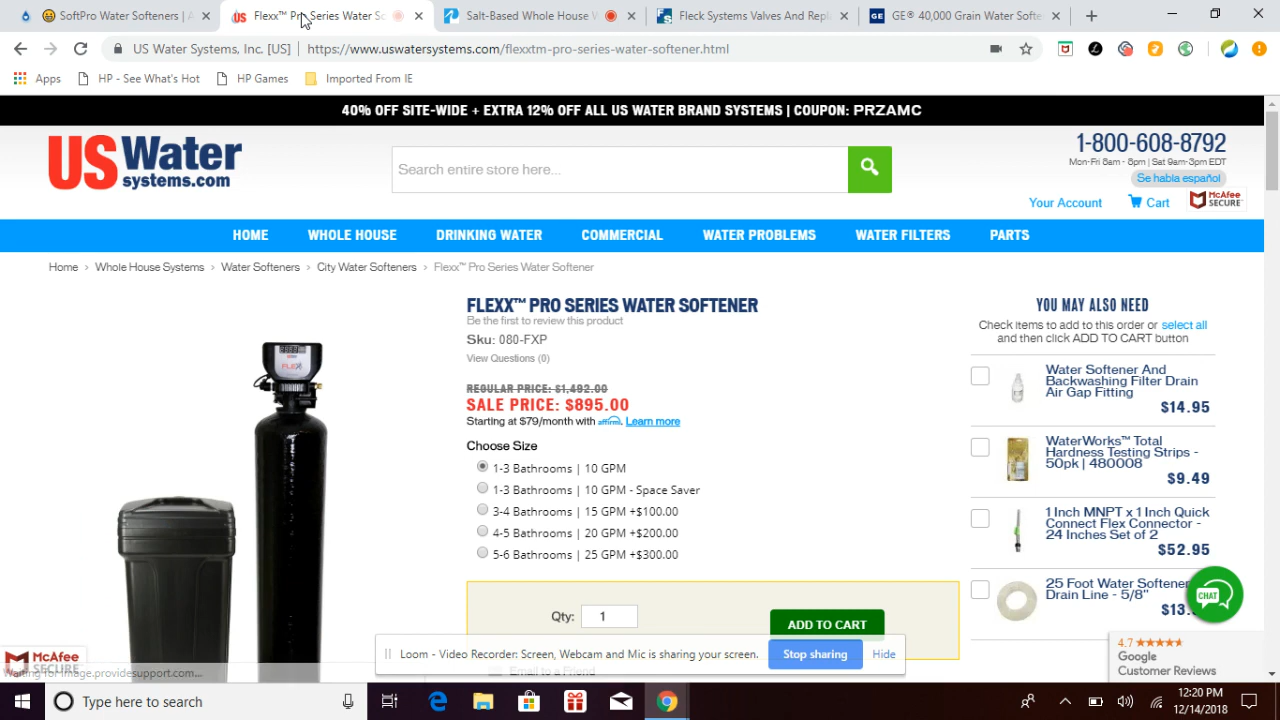 SoftPro Water Softeners | A
Flexx™ Pro Series Water So
Salt-Based Whole House W
Fleck Systems Valves And Repl
GE® 40,000 Grain Water Softe
US Water Systems, Inc. [US] | https://www.uswatersystems.com/flexxtm-pro-series-water-softener.html
Apps HP - See What's Hot HP Games Imported From IE
40% OFF SITE-WIDE + EXTRA 12% OFF ALL US WATER BRAND SYSTEMS | COUPON: PRZAMC
US Water
systems.com
Search entire store here...
1-800-608-8792
Mon-Fri 8am - 8pm | Sat 9am-3pm EDT
Se habla español
Your Account Cart McAfee SECURE
HOME WHOLE HOUSE DRINKING WATER COMMERCIAL WATER PROBLEMS WATER FILTERS PARTS
Home › Whole House Systems › Water Softeners › City Water Softeners › Flexx™ Pro Series Water Softener
FLEXX™ PRO SERIES WATER SOFTENER
Be the first to review this product
Sku: 080-FXP
View Questions (0)
REGULAR PRICE: $1,492.00
SALE PRICE: $895.00
Starting at $79/month with affirm. Learn more
Choose Size
1-3 Bathrooms | 10 GPM
1-3 Bathrooms | 10 GPM - Space Saver
3-4 Bathrooms | 15 GPM +$100.00
4-5 Bathrooms | 20 GPM +$200.00
5-6 Bathrooms | 25 GPM +$300.00
Qty: 1
ADD TO CART
Email to a Friend
YOU MAY ALSO NEED
Check items to add to this order or select all
and then click ADD TO CART button
Water Softener And
Backwashing Filter Drain
Air Gap Fitting
$14.95
WaterWorks™ Total
Hardness Testing Strips -
50pk | 480008
$9.49
1 Inch MNPT x 1 Inch Quick
Connect Flex Connector -
24 Inches Set of 2
$52.95
25 Foot Water Softener
Drain Line - 5/8"
CHAT
4.7
Google
Customer Reviews
McAfee
SECURE
Waiting for image.providesupport.com...
Loom - Video Recorder: Screen, Webcam and Mic is sharing your screen. Stop sharing Hide
Type here to search
12:20 PM
12/14/2018